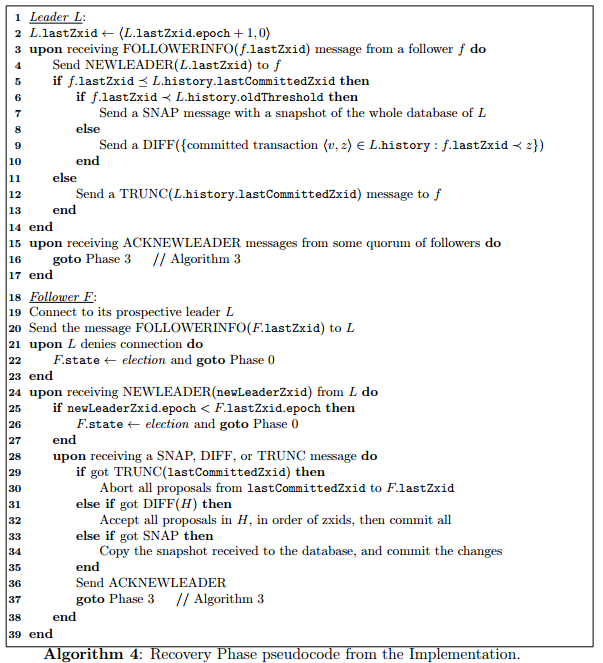 1 Leader L:
2 L.lastZxid ← ⟨L.lastZxid.epoch + 1, 0⟩
3 upon receiving FOLLOWERINFO(f.lastZxid) message from a follower f do
4 Send NEWLEADER(L.lastZxid) to f
5 if f.lastZxid ⪯ L.history.lastCommittedZxid then
6 if f.lastZxid ≺ L.history.oldThreshold then
7 Send a SNAP message with a snapshot of the whole database of L
8 else
9 Send a DIFF({committed transaction ⟨v, z⟩ ∈ L.history : f.lastZxid ≺ z})
10 end
11 else
12 Send a TRUNC(L.history.lastCommittedZxid) message to f
13 end
14 end
15 upon receiving ACKNEWLEADER messages from some quorum of followers do
16 goto Phase 3 // Algorithm 3
17 end
18 Follower F:
19 Connect to its prospective leader L
20 Send the message FOLLOWERINFO(F.lastZxid) to L
21 upon L denies connection do
22 F.state ← election and goto Phase 0
23 end
24 upon receiving NEWLEADER(newLeaderZxid) from L do
25 if newLeaderZxid.epoch < F.lastZxid.epoch then
26 F.state ← election and goto Phase 0
27 end
28 upon receiving a SNAP, DIFF, or TRUNC message do
29 if got TRUNC(lastCommittedZxid) then
30 Abort all proposals from lastCommittedZxid to F.lastZxid
31 else if got DIFF(H) then
32 Accept all proposals in H, in order of zxids, then commit all
33 else if got SNAP then
34 Copy the snapshot received to the database, and commit the changes
35 end
36 Send ACKNEWLEADER
37 goto Phase 3 // Algorithm 3
38 end
39 end
Algorithm 4: Recovery Phase pseudocode from the Implementation.